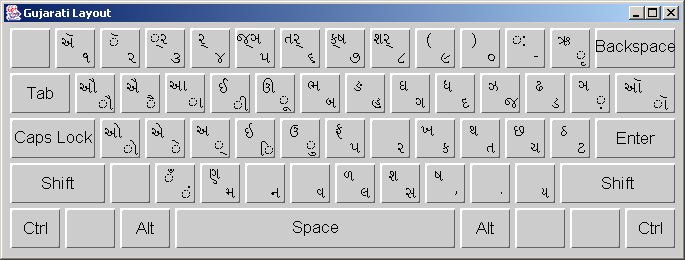 Gujarati Layout
ઍ ૧ ૅ ૨ ્ર ૩ ર્ ૪ જ્ઞ ૫ ત્ર ૬ ક્ષ ૭ શ્ર ૮ ( ૯ ) ૦ ઃ - ઋ ૃ Backspace
Tab ઔ ૌ ઐ ૈ આ ા ઈ ી ઊ ૂ ભ બ ઙ હ ઘ ગ ધ દ ઝ જ ઢ ડ ઞ ઼ ઑ ૉ
Caps Lock ઓ ો એ ે અ ્ ઇ િ ઉ ુ ફ પ ર ખ ક થ ત છ ચ ઠ ટ Enter
Shift ઁ ં ણ મ ન વ ળ લ શ સ ષ , . ય Shift
Ctrl Alt Space Alt Ctrl